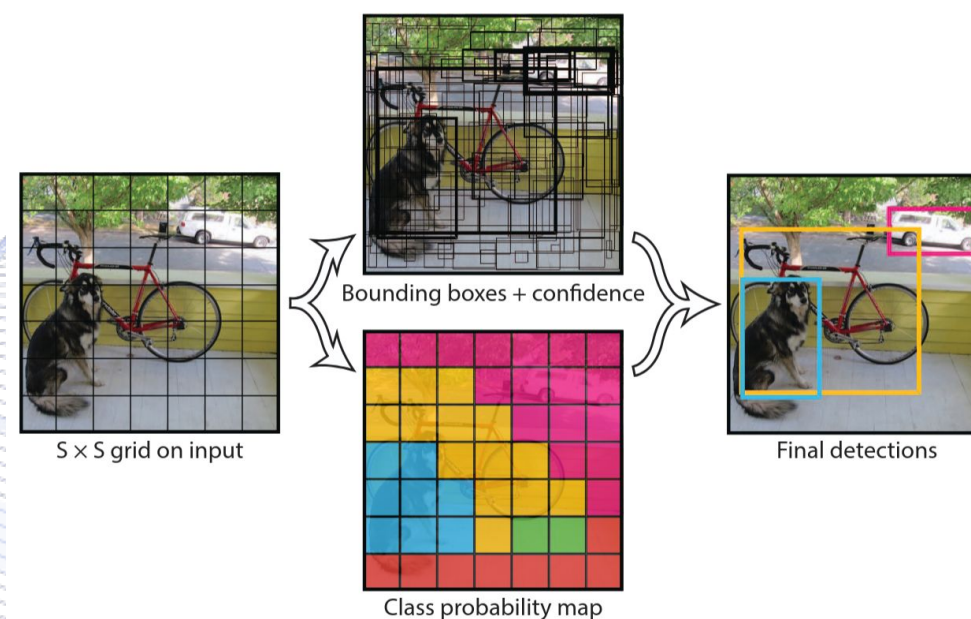 S × S grid on input
Bounding boxes + confidence
Class probability map
Final detections